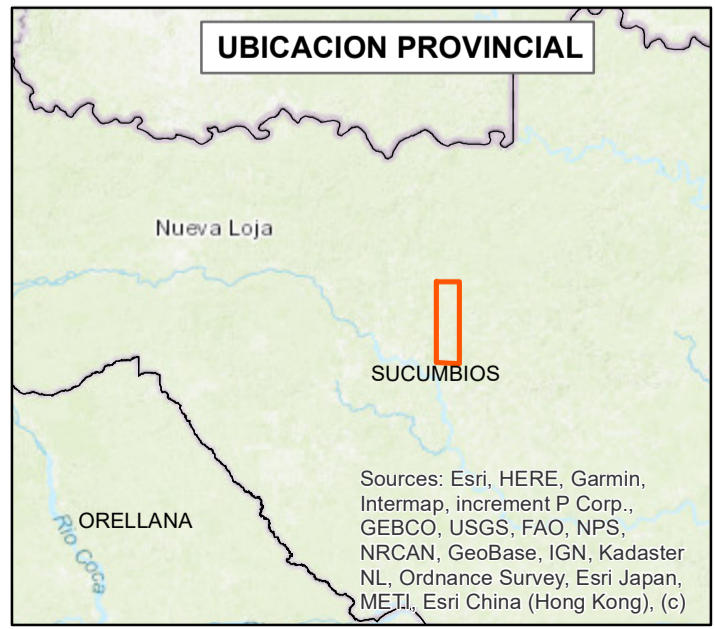 UBICACION PROVINCIAL
Nueva Loja
SUCUMBIOS
ORELLANA
Rio Coca
Sources: Esri, HERE, Garmin,
Intermap, increment P Corp.,
GEBCO, USGS, FAO, NPS,
NRCAN, GeoBase, IGN, Kadaster
NL, Ordnance Survey, Esri Japan,
METI, Esri China (Hong Kong), (c)